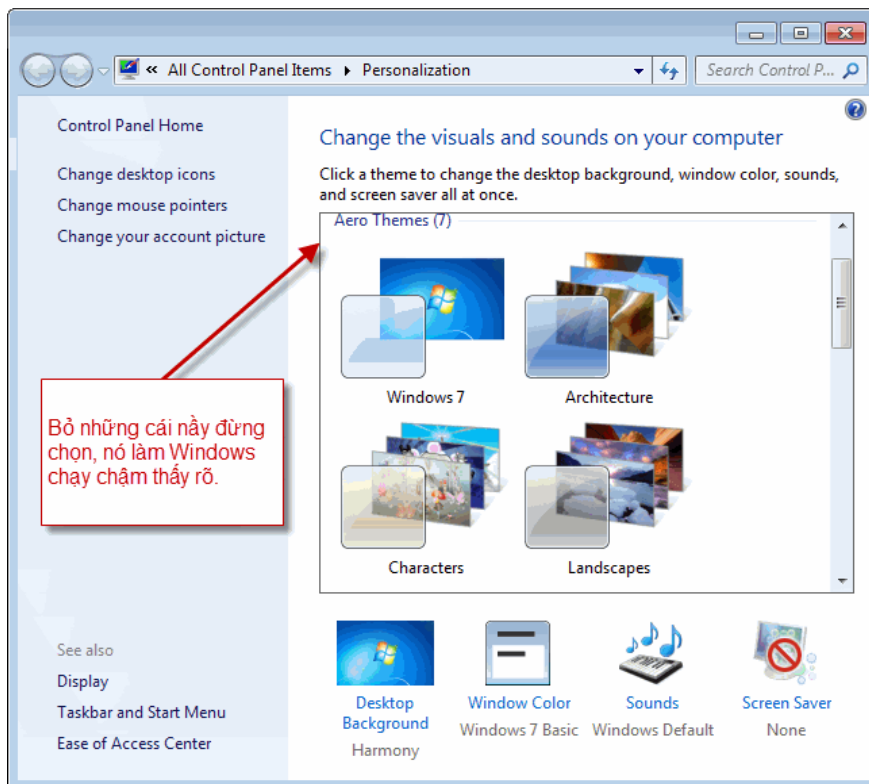 All Control Panel Items
Personalization
Search Control P...
Control Panel Home
Change desktop icons
Change mouse pointers
Change your account picture
Change the visuals and sounds on your computer
Click a theme to change the desktop background, window color, sounds,
and screen saver all at once.
Aero Themes (7)
Windows 7
Architecture
Characters
Landscapes
Bỏ những cái nầy đừng
chọn, nó làm Windows
chạy chậm thấy rõ.
See also
Display
Taskbar and Start Menu
Ease of Access Center
Desktop
Background
Harmony
Window Color
Windows 7 Basic
Sounds
Windows Default
Screen Saver
None